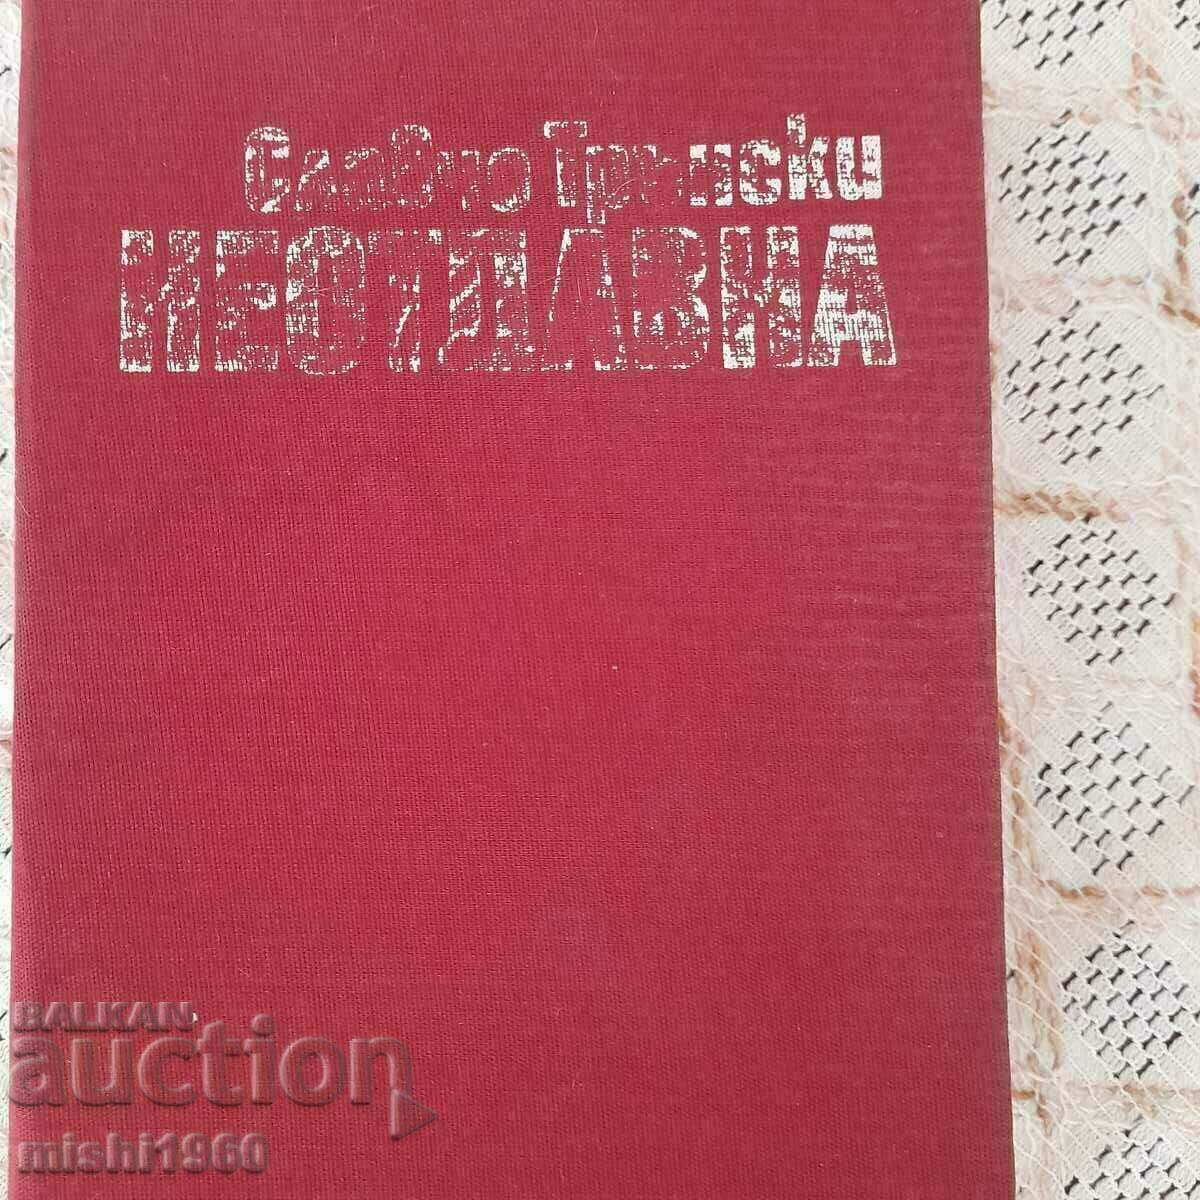 Славчо Трънски
НЕОТДАВНА
BALKAN
auction
mishi1960